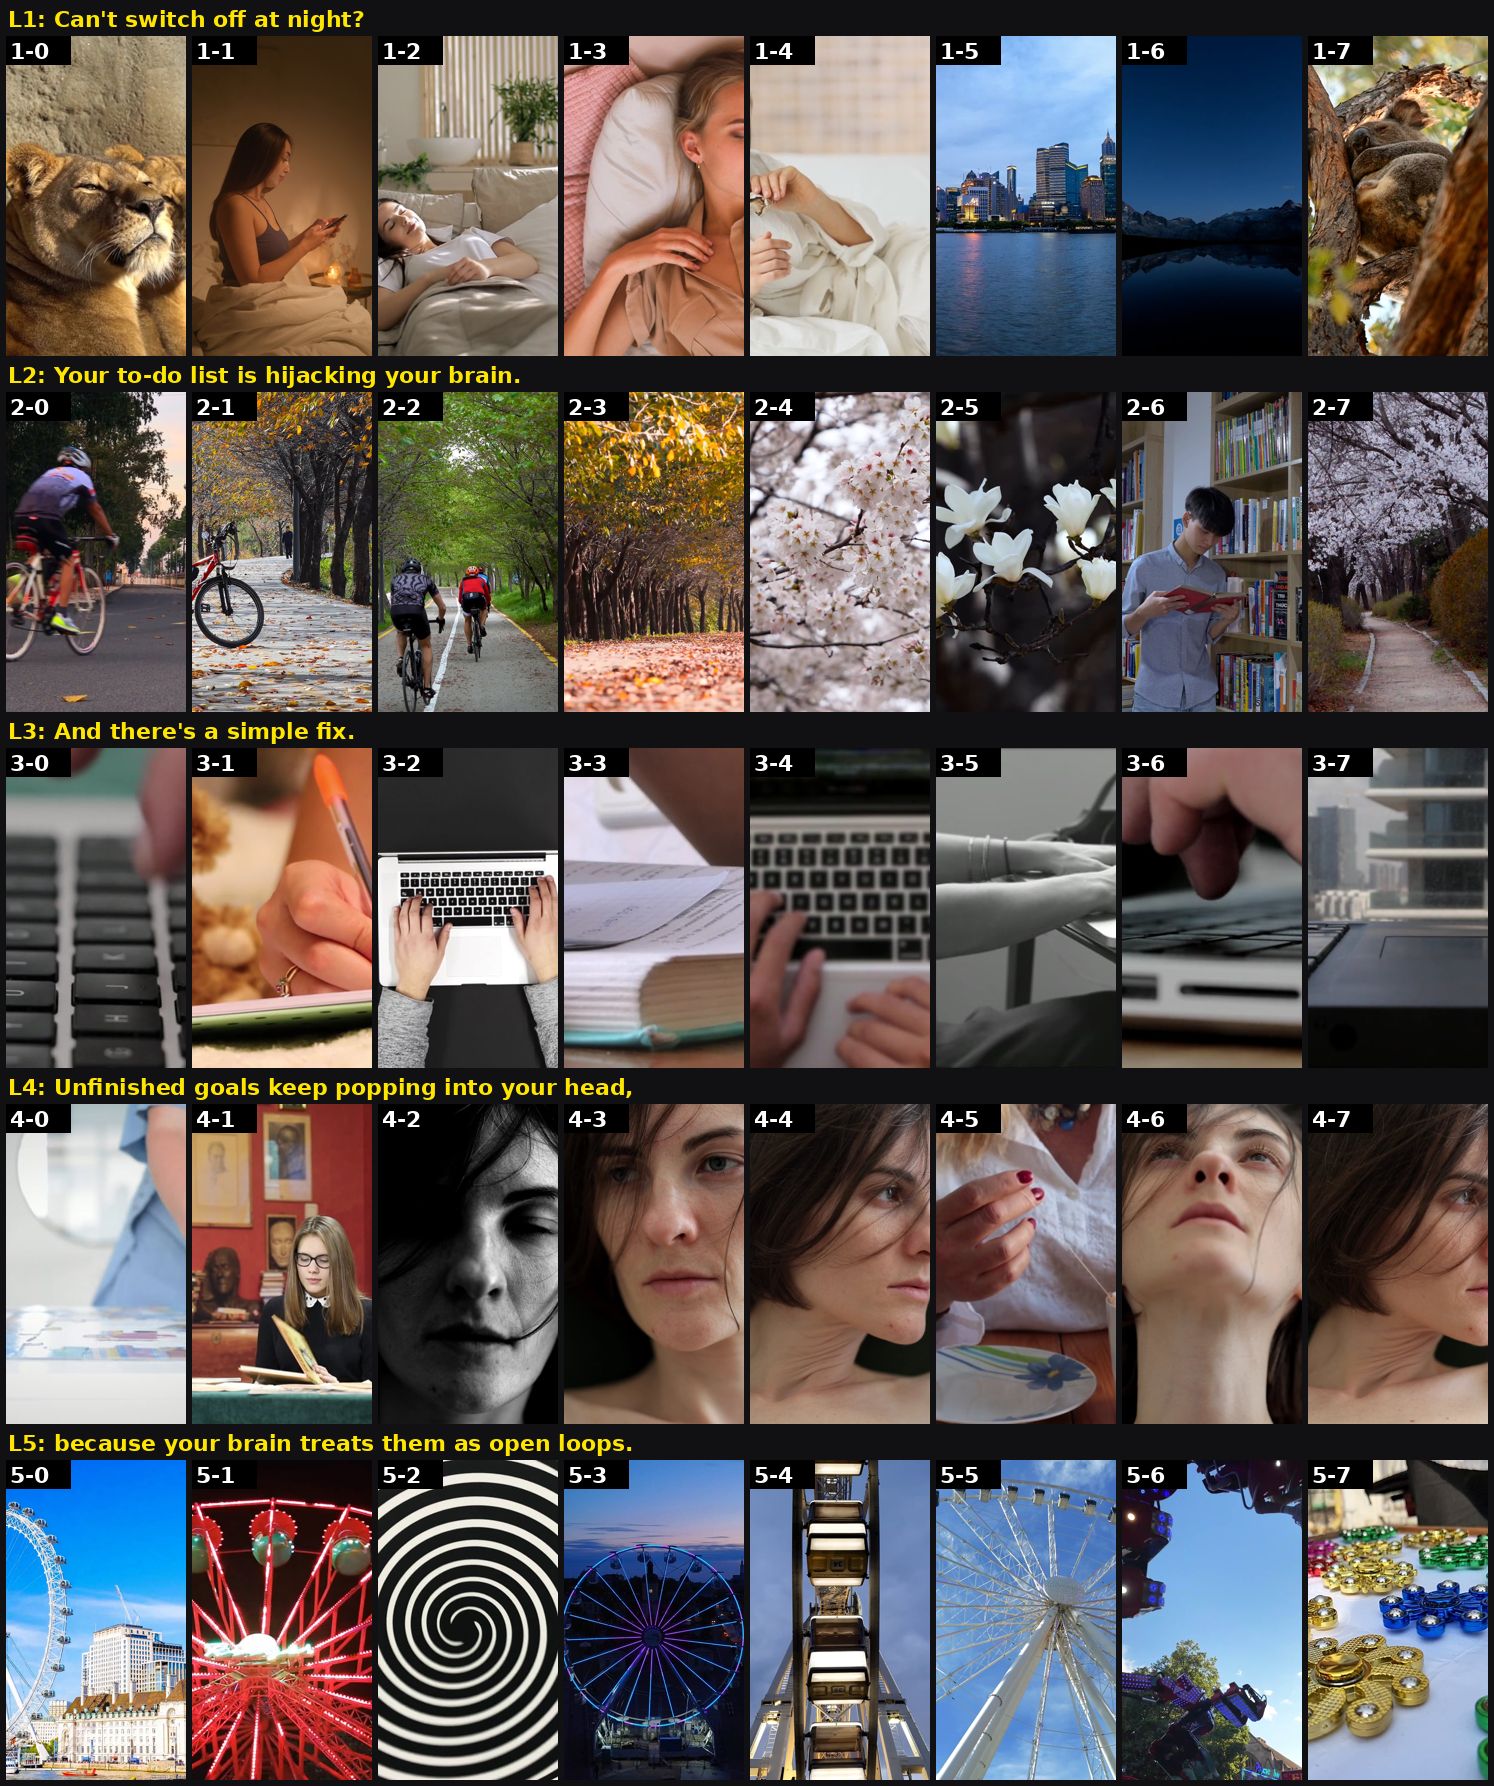 L1: Can't switch off at night?
1-0 1-1 1-2 1-3 1-4 1-5 1-6 1-7
L2: Your to-do list is hijacking your brain.
2-0 2-1 2-2 2-3 2-4 2-5 2-6 2-7
L3: And there's a simple fix.
3-0 3-1 3-2 3-3 3-4 3-5 3-6 3-7
L4: Unfinished goals keep popping into your head,
4-0 4-1 4-2 4-3 4-4 4-5 4-6 4-7
L5: because your brain treats them as open loops.
5-0 5-1 5-2 5-3 5-4 5-5 5-6 5-7